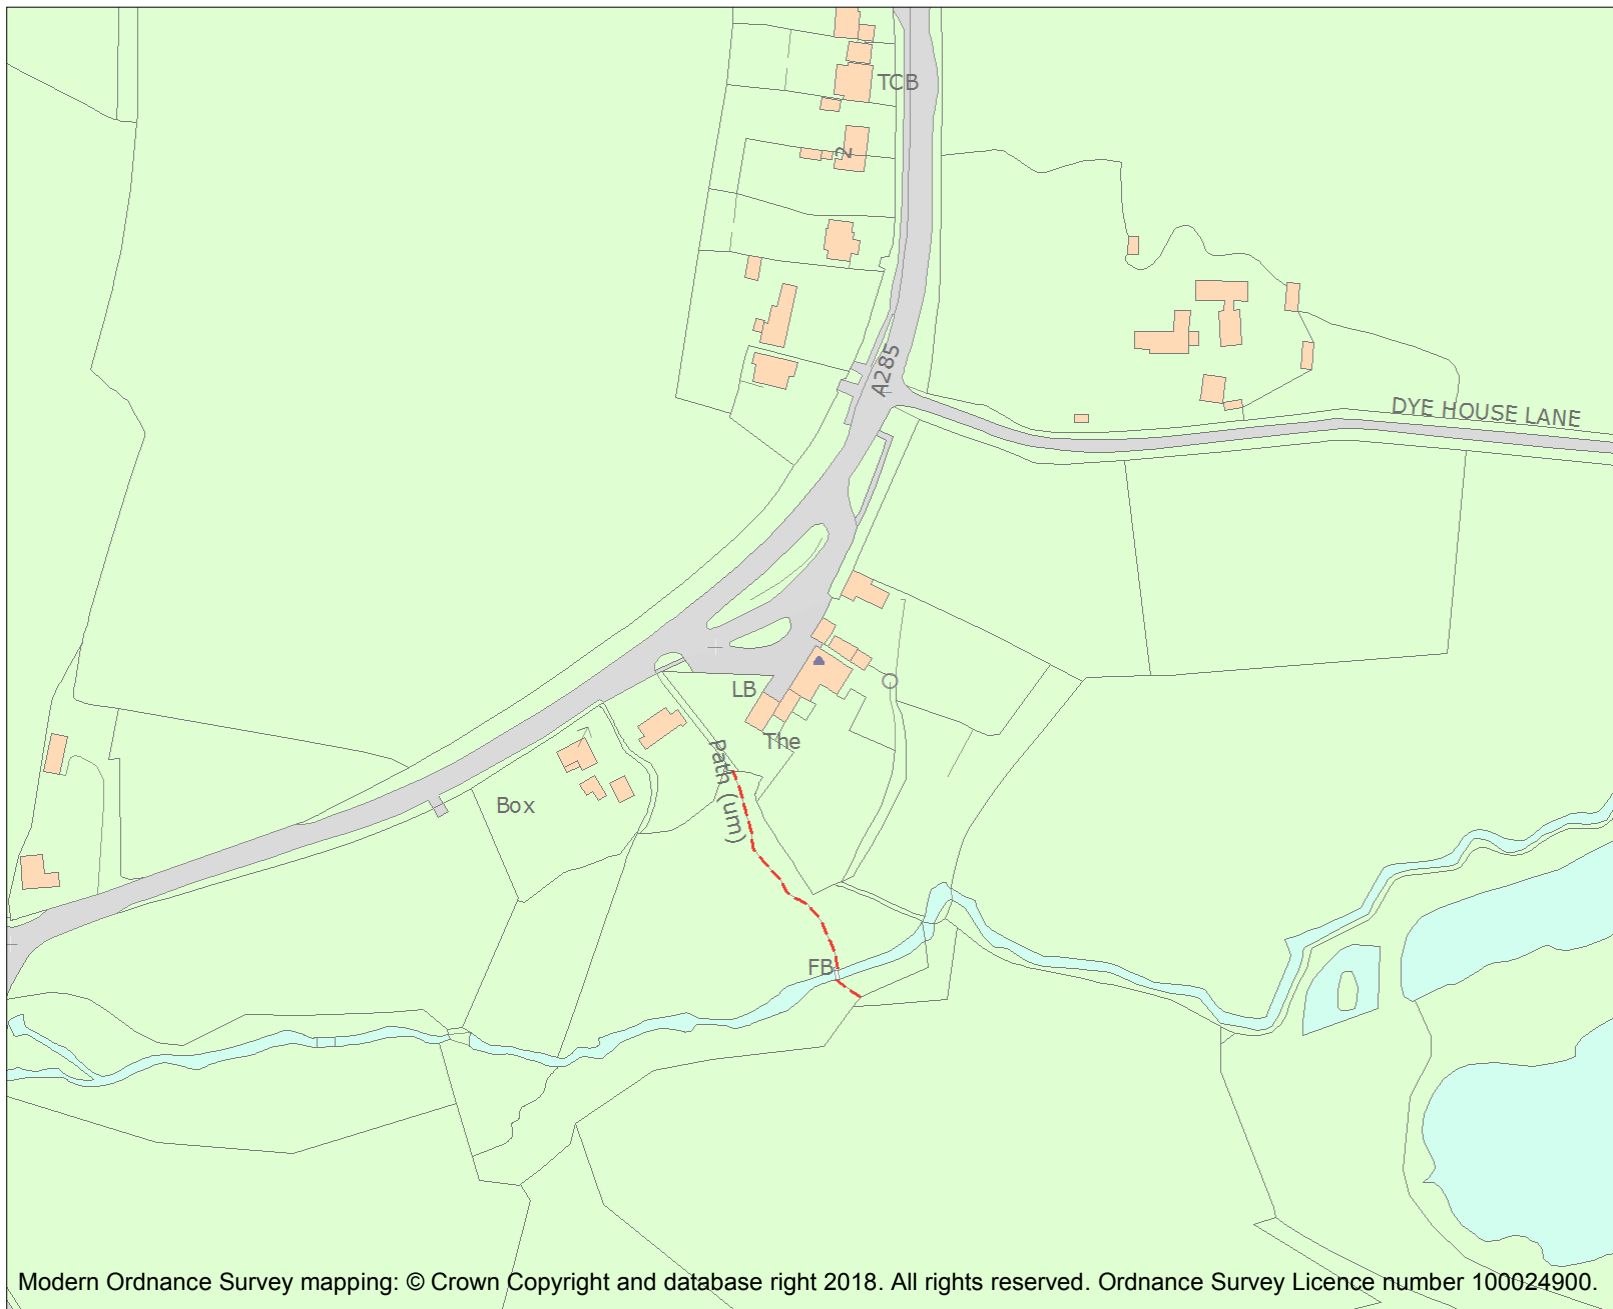 TCB
2
A285
DYE HOUSE LANE
LB
The
Path (um)
Box
FB
Modern Ordnance Survey mapping: © Crown Copyright and database right 2018. All rights reserved. Ordnance Survey Licence number 100024900.